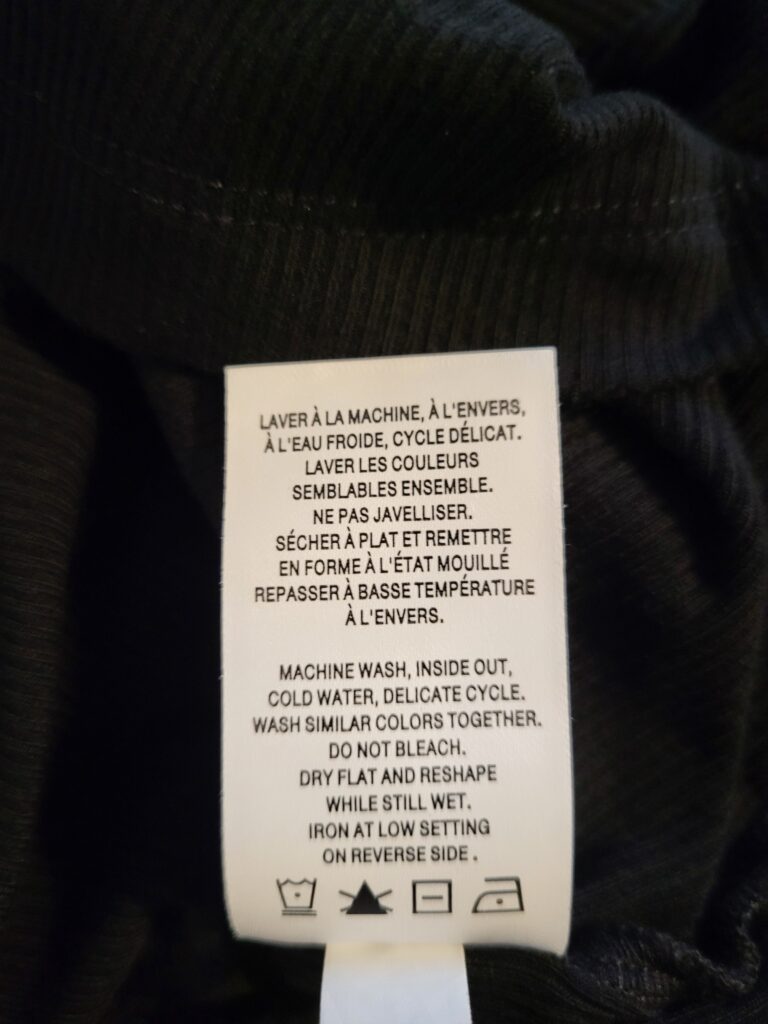 LAVER À LA MACHINE, À L'ENVERS,
À L'EAU FROIDE, CYCLE DÉLICAT.
LAVER LES COULEURS
SEMBLABLES ENSEMBLE.
NE PAS JAVELLISER.
SÉCHER À PLAT ET REMETTRE
EN FORME À L'ÉTAT MOUILLÉ
REPASSER À BASSE TEMPÉRATURE
À L'ENVERS.
MACHINE WASH, INSIDE OUT,
COLD WATER, DELICATE CYCLE.
WASH SIMILAR COLORS TOGETHER.
DO NOT BLEACH.
DRY FLAT AND RESHAPE
WHILE STILL WET.
IRON AT LOW SETTING
ON REVERSE SIDE .